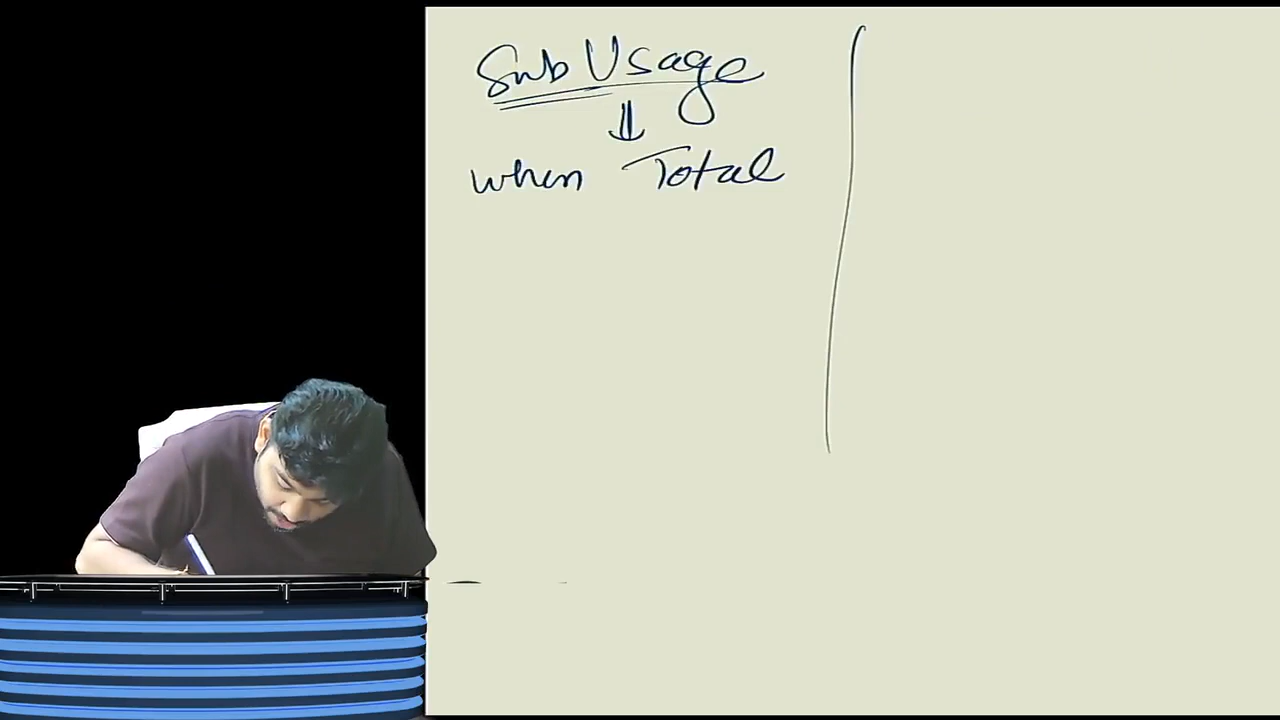 Sub Usage
⇓
when Total